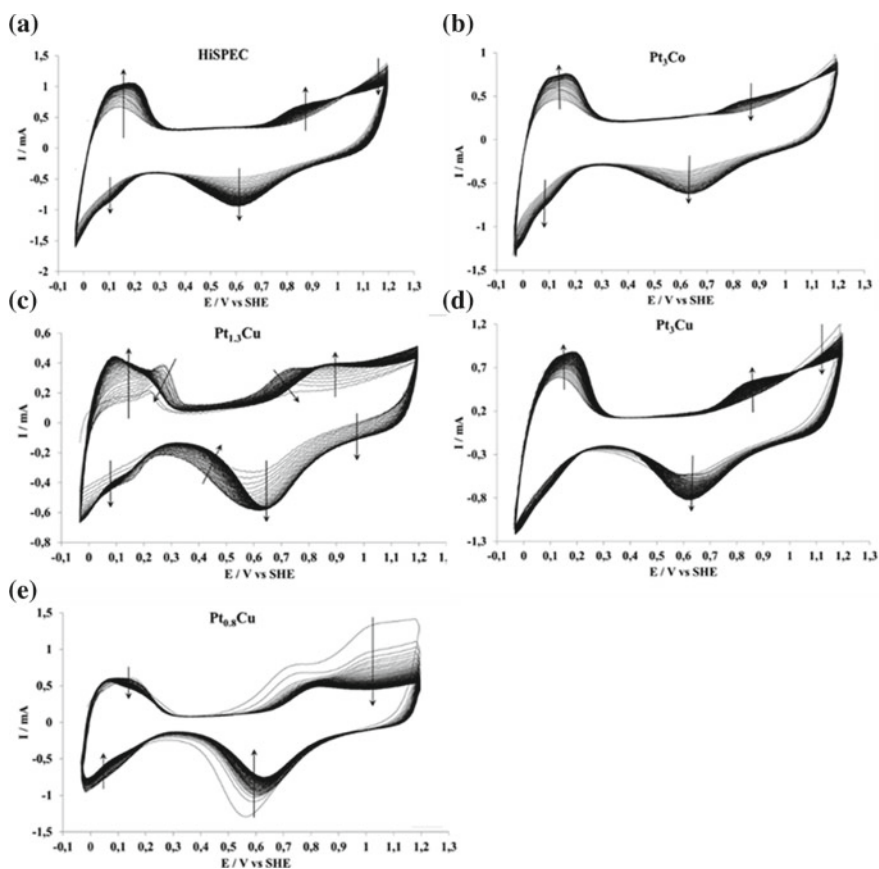 (a)
HiSPEC
1,5
1
0,5
0
-0,5
-1
-1,5
-2
I / mA
-0,1 0 0,1 0,2 0,3 0,4 0,5 0,6 0,7 0,8 0,9 1 1,1 1,2 1,3
E / V vs SHE
(b)
Pt3Co
1
0,5
0
-0,5
-1
-1,5
I / mA
-0,1 0 0,1 0,2 0,3 0,4 0,5 0,6 0,7 0,8 0,9 1 1,1 1,2 1,3
E / V vs SHE
(c)
Pt1.3Cu
0,6
0,4
0,2
0
-0,2
-0,4
-0,6
-0,8
I / mA
-0,1 0 0,1 0,2 0,3 0,4 0,5 0,6 0,7 0,8 0,9 1 1,1 1,2 1,
E / V vs SHE
(d)
Pt3Cu
1,2
0,7
0,2
-0,3
-0,8
-1,3
I / mA
-0,1 0 0,1 0,2 0,3 0,4 0,5 0,6 0,7 0,8 0,9 1 1,1 1,2 1,3
E / V vs SHE
(e)
Pt0.8Cu
1,5
1
0,5
0
-0,5
-1
-1,5
I / mA
-0,1 0 0,1 0,2 0,3 0,4 0,5 0,6 0,7 0,8 0,9 1 1,1 1,2 1,3
E / V vs SHE